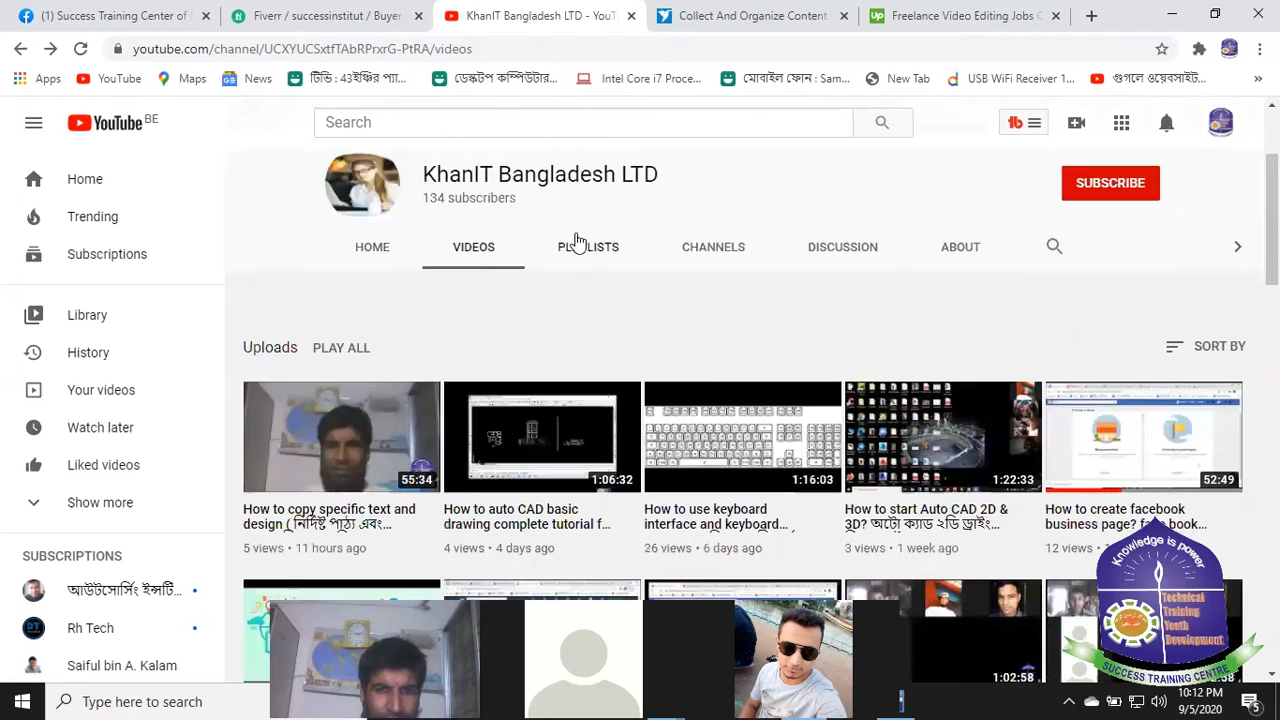 (1) Success Training Center
Fiverr / successinstitut / Buyer
KhanIT Bangladesh LTD - YouT
Collect And Organize Content
Freelance Video Editing Jobs O
youtube.com/channel/UCXYUCSxtfTAbRPrxrG-PtRA/videos
Apps
YouTube
Maps
News
টিভি : 43ইঞ্চির প্যা...
ডেস্কটপ কম্পিউটার...
Intel Core i7 Proce...
মোবাইল ফোন : Sam...
New Tab
USB WiFi Receiver 1...
গুগলে ওয়েবসাইট...
»
YouTube BE
Search
Home
Trending
Subscriptions
Library
History
Your videos
Watch later
Liked videos
Show more
SUBSCRIPTIONS
আউটসোর্সিং ইন্সটি...
Rh Tech
Saiful bin A. Kalam
KhanIT Bangladesh LTD
134 subscribers
SUBSCRIBE
HOME
VIDEOS
PLAYLISTS
CHANNELS
DISCUSSION
ABOUT
Uploads
PLAY ALL
SORT BY
55:34
How to copy specific text and
design ( নির্দিষ্ট পাঠ্য এবং...
5 views • 11 hours ago
1:06:32
How to auto CAD basic
drawing complete tutorial f...
4 views • 4 days ago
1:16:03
How to use keyboard
interface and keyboard...
26 views • 6 days ago
1:22:33
How to start Auto CAD 2D &
3D? অটো ক্যাড ২ডি ড্রইং...
3 views • 1 week ago
52:49
How to create facebook
business page?
12 views
1:02:58
Knowledge is power
Technical
Training
Youth
Development
SUCCESS TRAINING CENTRE
Type here to search
10:12 PM
9/5/2020
5